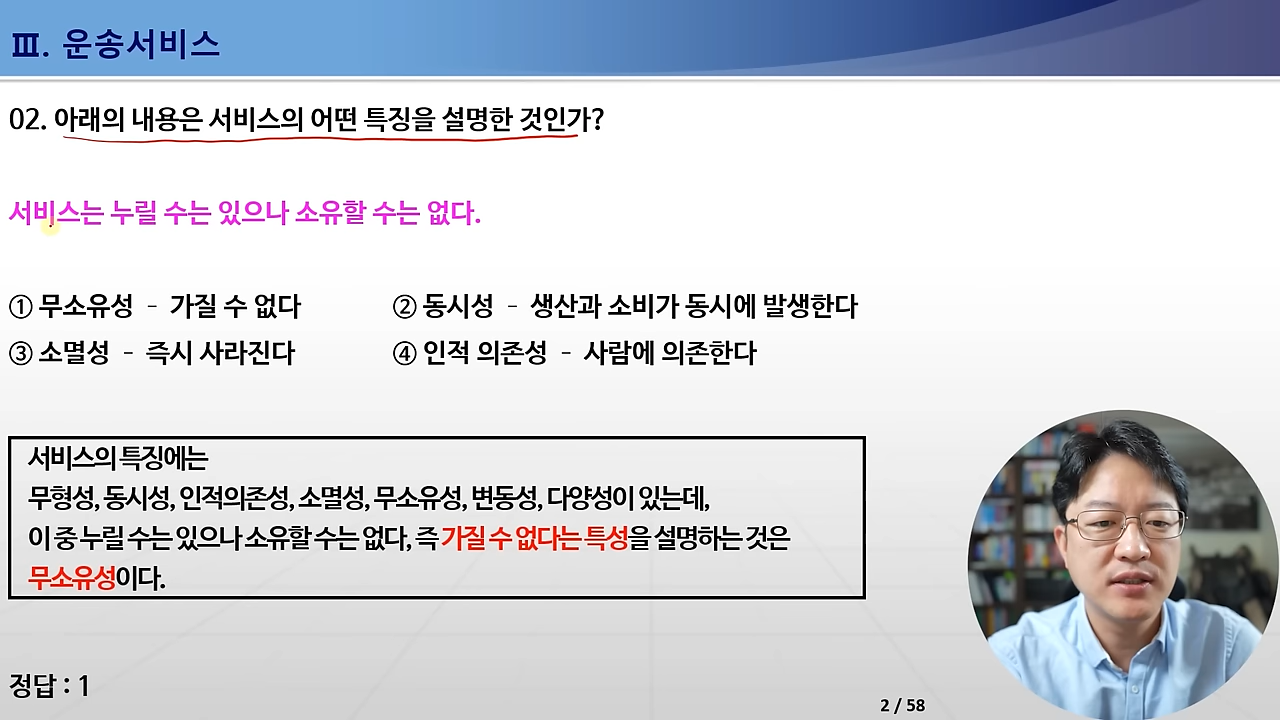 Ⅲ. 운송서비스
02. 아래의 내용은 서비스의 어떤 특징을 설명한 것인가?
서비스는 누릴 수는 있으나 소유할 수는 없다.
① 무소유성 - 가질 수 없다 ② 동시성 - 생산과 소비가 동시에 발생한다
③ 소멸성 - 즉시 사라진다 ④ 인적 의존성 - 사람에 의존한다
서비스의 특징에는
무형성, 동시성, 인적의존성, 소멸성, 무소유성, 변동성, 다양성이 있는데,
이 중 누릴 수는 있으나 소유할 수는 없다, 즉 가질 수 없다는 특성을 설명하는 것은
무소유성이다.
정답 : 1
2 / 58